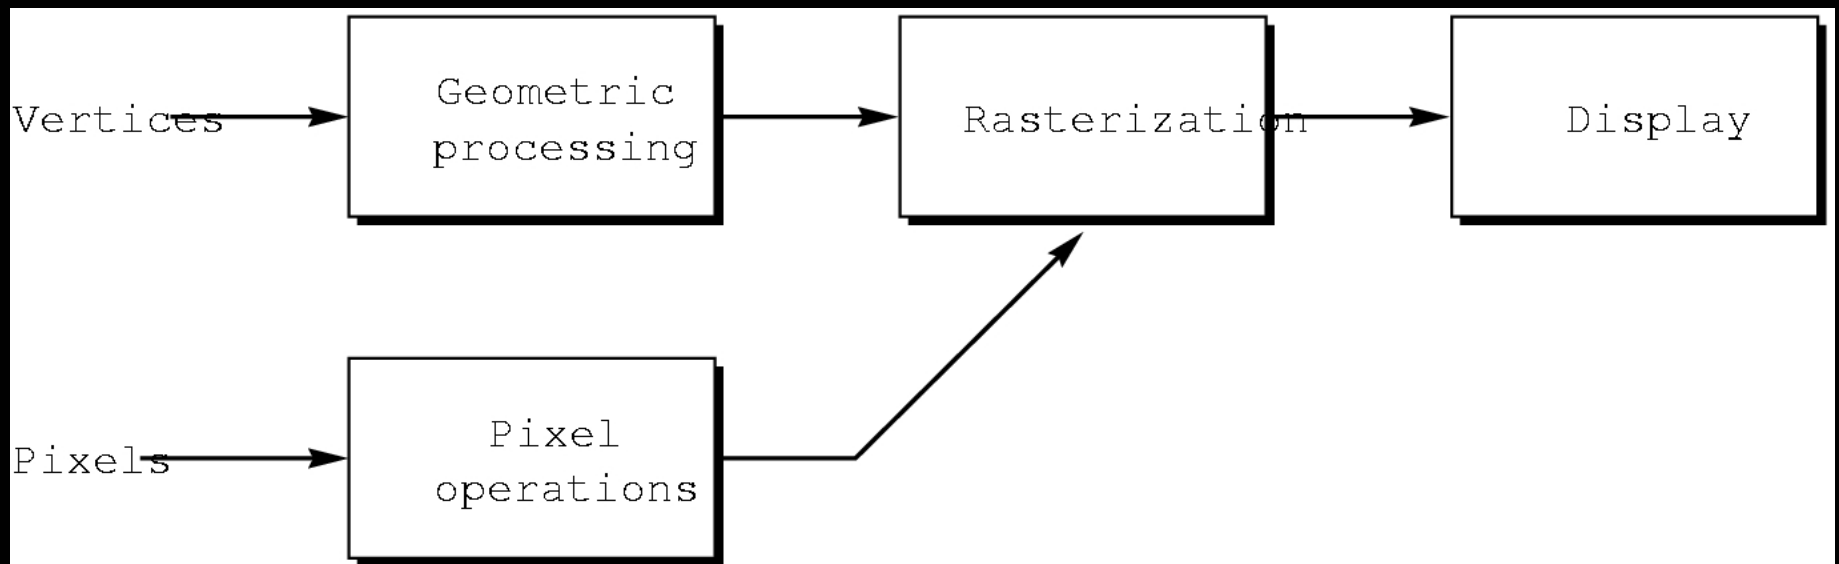 Vertices
Geometric
processing
Rasterization
Display
Pixels
Pixel
operations